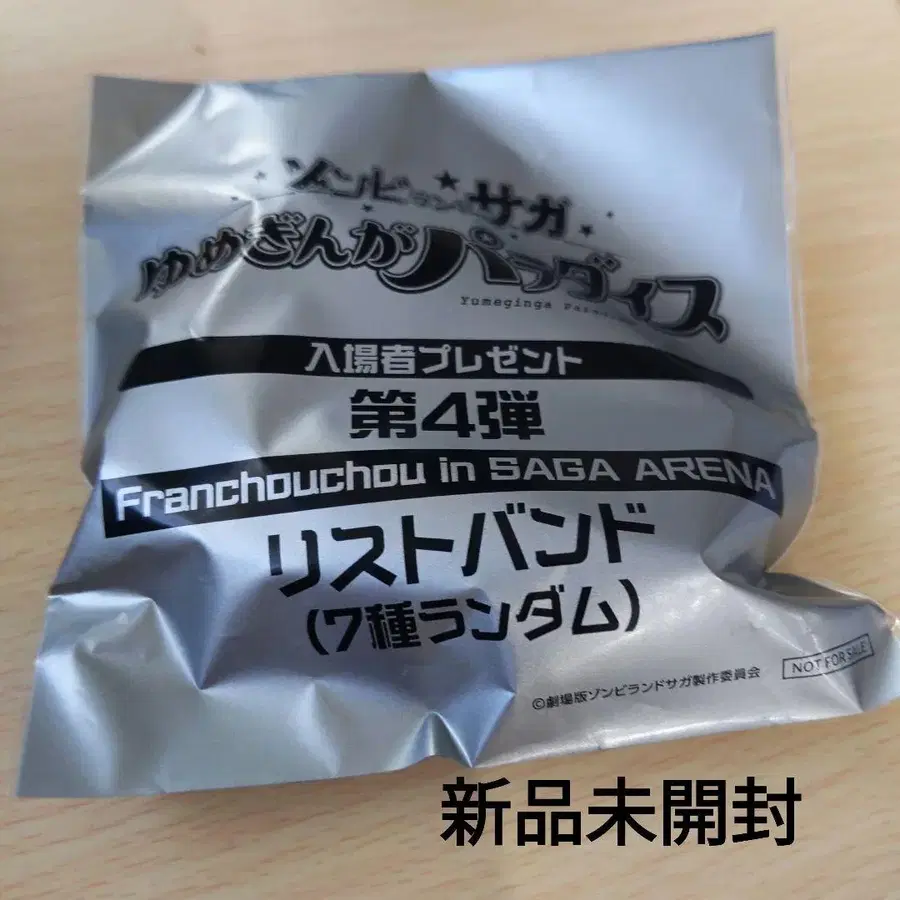 ゾンビランドサガ
ゆめぎんがパラダイス
Yumeginga
入場者プレゼント
第4弾
Franchouchou in SAGA ARENA
リストバンド
(7種ランダム)
NOT FOR SALE
©劇場版ゾンビランドサガ製作委員会
新品未開封